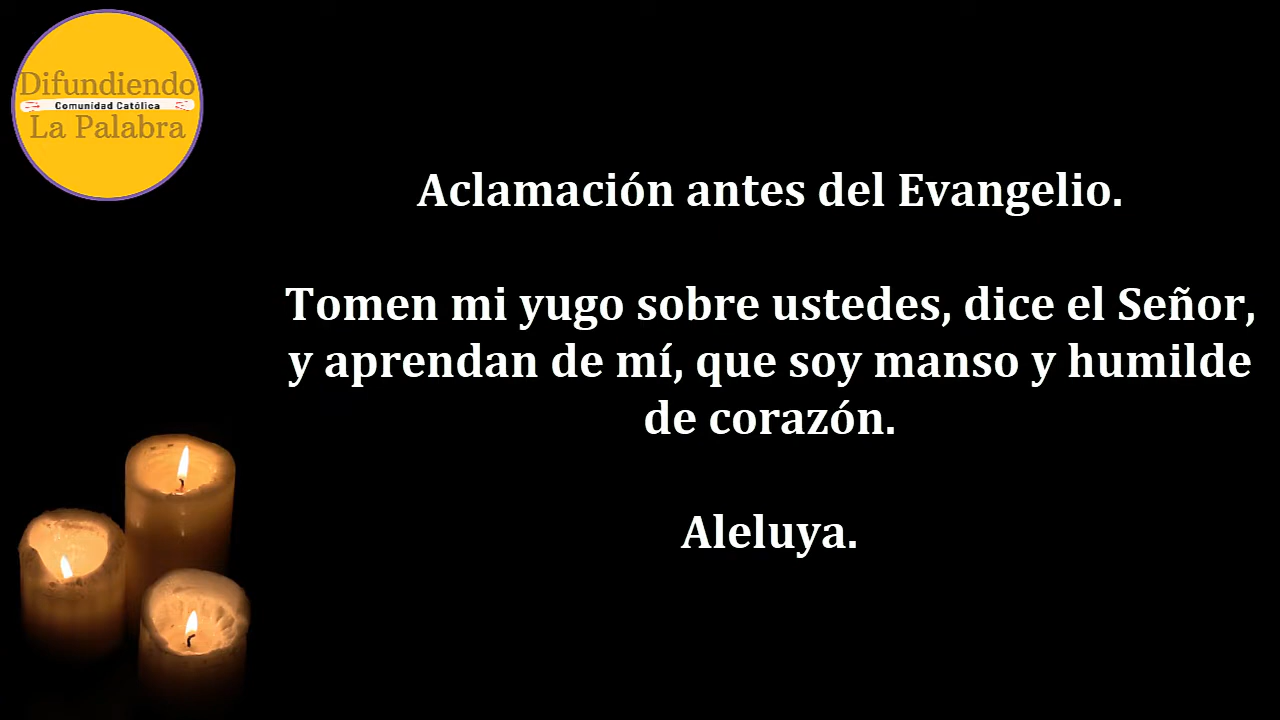 Difundiendo
Comunidad Católica
La Palabra
Aclamación antes del Evangelio.
Tomen mi yugo sobre ustedes, dice el Señor,
y aprendan de mí, que soy manso y humilde
de corazón.
Aleluya.